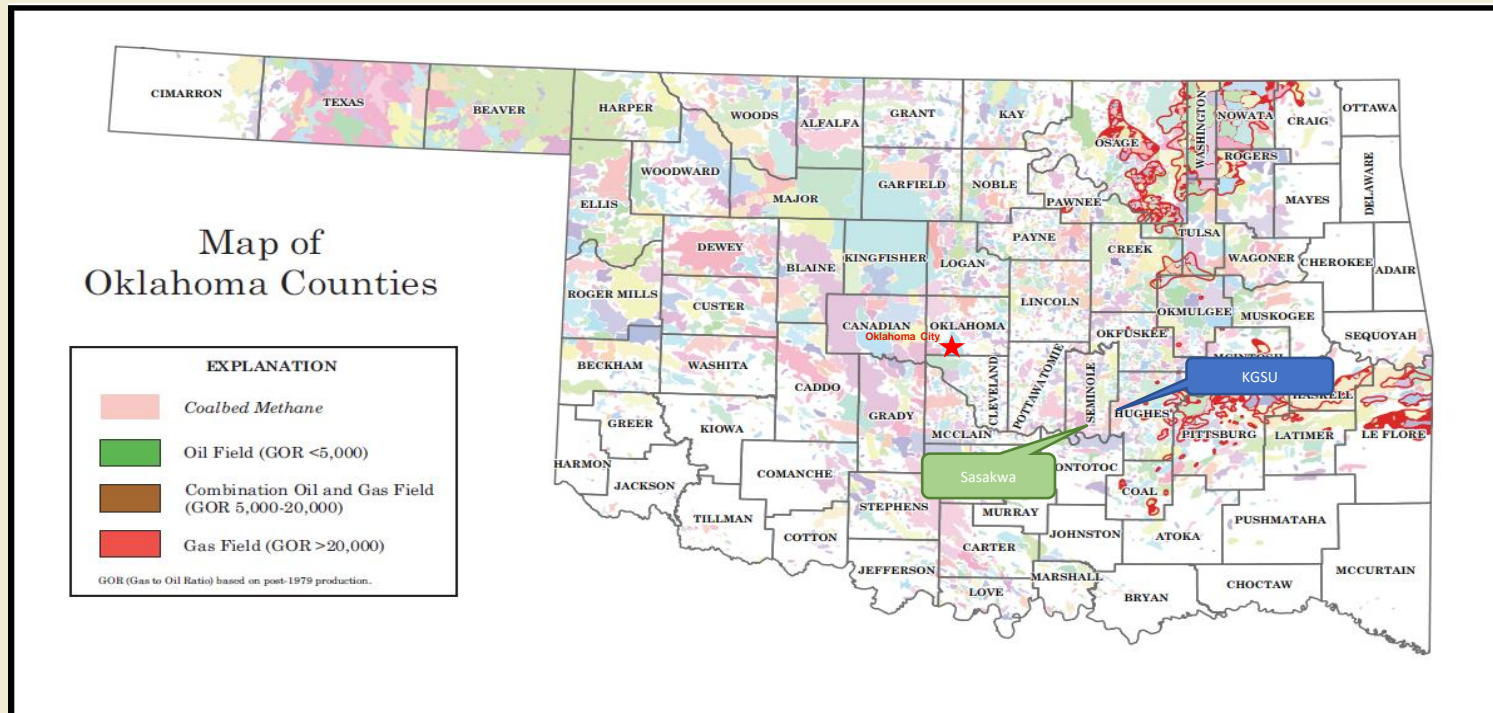 CIMARRON
TEXAS
BEAVER
HARPER
WOODS
ALFALFA
GRANT
KAY
OSAGE
WASHINGTON
NOWATA
CRAIG
OTTAWA
ROGERS
WOODWARD
ELLIS
MAJOR
GARFIELD
NOBLE
PAWNEE
MAYES
DELAWARE
Map of
Oklahoma Counties
DEWEY
BLAINE
KINGFISHER
LOGAN
PAYNE
CREEK
TULSA
WAGONER
CHEROKEE
ADAIR
ROGER MILLS
CUSTER
CANADIAN
OKLAHOMA
Oklahoma City
LINCOLN
OKFUSKEE
OKMULGEE
MUSKOGEE
SEQUOYAH
BECKHAM
WASHITA
CADDO
GRADY
CLEVELAND
POTTAWATOMIE
SEMINOLE
HUGHES
KGSU
PITTSBURG
LATIMER
LE FLORE
GREER
KIOWA
MCCLAIN
Sasakwa
COAL
HARMON
JACKSON
COMANCHE
STEPHENS
MURRAY
JOHNSTON
ATOKA
PUSHMATAHA
TILLMAN
COTTON
CARTER
JEFFERSON
LOVE
MARSHALL
BRYAN
CHOCTAW
MCCURTAIN
EXPLANATION
Coalbed Methane
Oil Field (GOR <5,000)
Combination Oil and Gas Field
(GOR 5,000-20,000)
Gas Field (GOR >20,000)
GOR (Gas to Oil Ratio) based on post-1979 production.